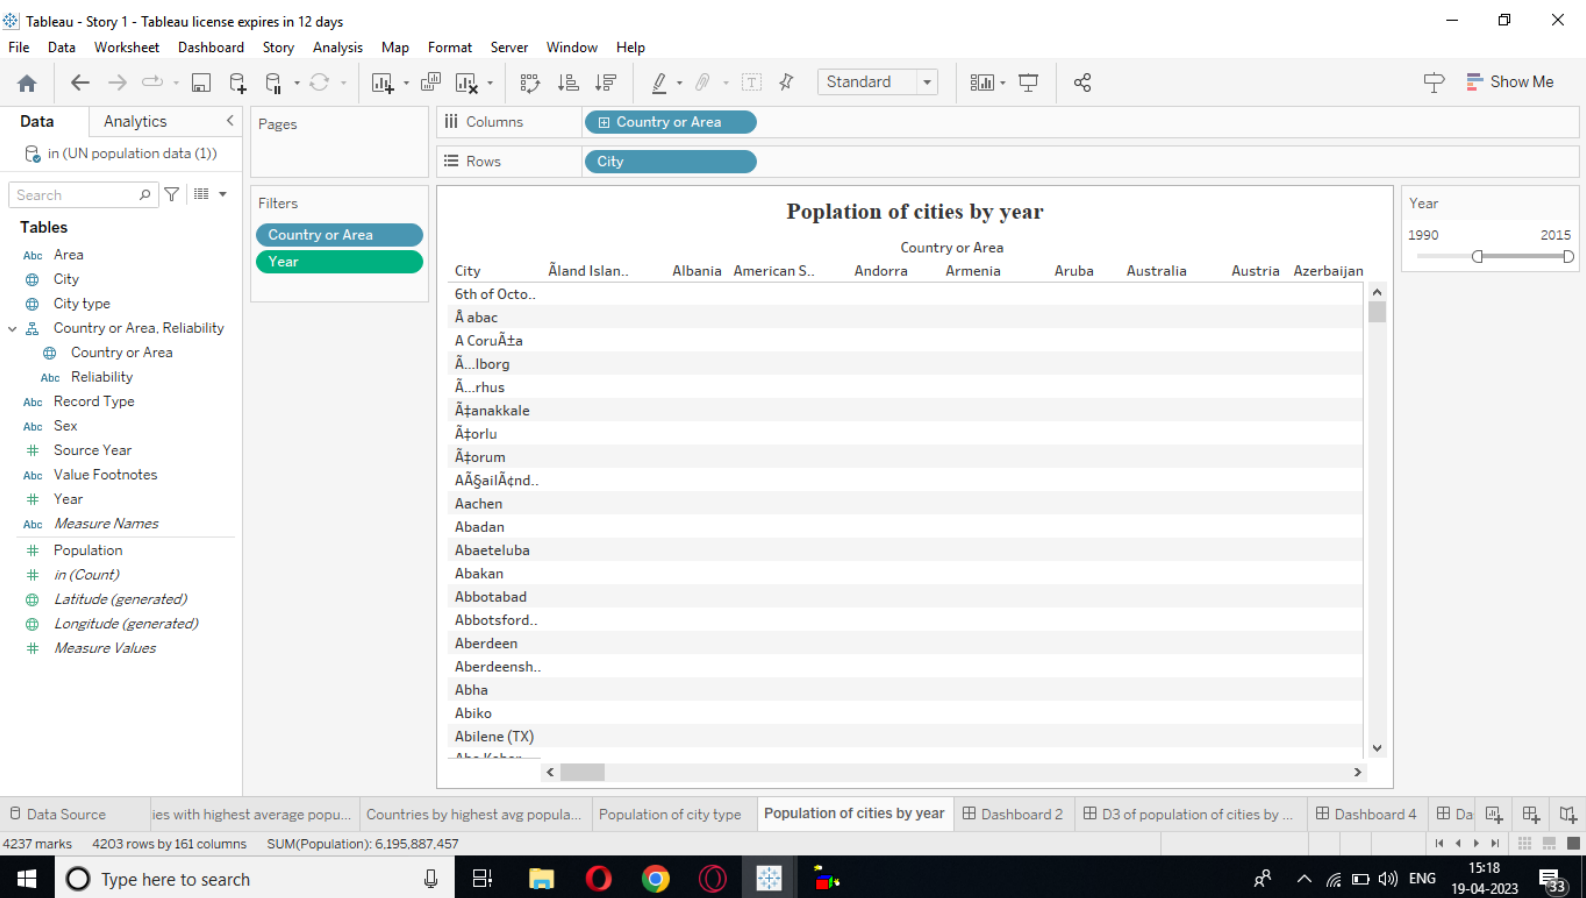 Tableau - Story 1 - Tableau license expires in 12 days
File Data Worksheet Dashboard Story Analysis Map Format Server Window Help
Standard
Show Me
Data Analytics
in (UN population data (1))
Search
Tables
Abc Area
City
City type
Country or Area, Reliability
Country or Area
Abc Reliability
Abc Record Type
Abc Sex
# Source Year
Abc Value Footnotes
# Year
Abc Measure Names
# Population
# in (Count)
Latitude (generated)
Longitude (generated)
# Measure Values
Pages
Filters
Country or Area
Year
Columns Country or Area
Rows City
Poplation of cities by year
Country or Area
City Ãland Islan.. Albania American S.. Andorra Armenia Aruba Australia Austria Azerbaijan
6th of Octo..
Å abac
A CoruÃ±a
Ã...lborg
Ã...rhus
Ã‡anakkale
Ã‡orlu
Ã‡orum
AÃ§ailÃ¢nd..
Aachen
Abadan
Abaeteluba
Abakan
Abbotabad
Abbotsford..
Aberdeen
Aberdeensh..
Abha
Abiko
Abilene (TX)
Year
1990 2015
Data Source ies with highest average popu... Countries by highest avg popula... Population of city type Population of cities by year Dashboard 2 D3 of population of cities by ... Dashboard 4 Da
4237 marks 4203 rows by 161 columns SUM(Population): 6,195,887,457
Type here to search
ENG
15:18
19-04-2023
33